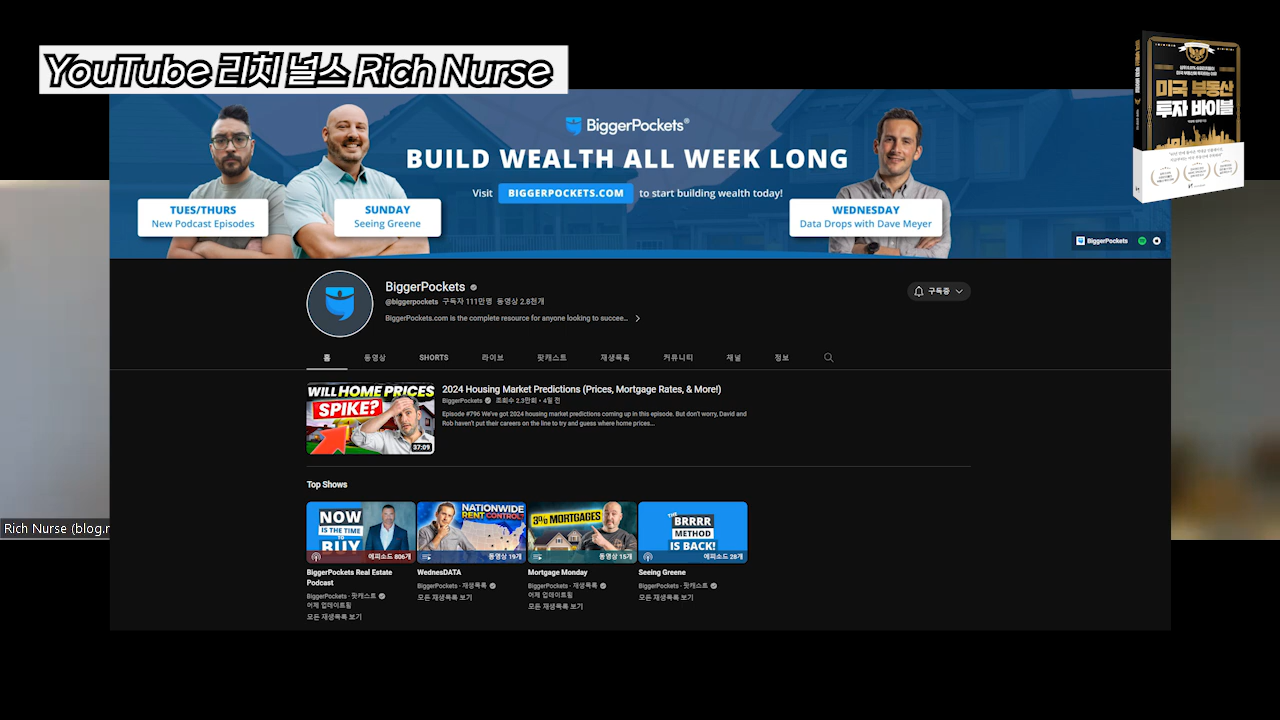 YouTube 리치 널스 Rich Nurse
미국 부동산
투자 바이블
BiggerPockets®
BUILD WEALTH ALL WEEK LONG
Visit BIGGERPOCKETS.COM to start building wealth today!
TUES/THURS
New Podcast Episodes
SUNDAY
Seeing Greene
WEDNESDAY
Data Drops with Dave Meyer
BiggerPockets
BiggerPockets
@biggerpockets 구독자 111만명 동영상 2.8천개
BiggerPockets.com is the complete resource for anyone looking to succee...
구독중
홈 동영상 SHORTS 라이브 팟캐스트 재생목록 커뮤니티 채널 정보
WILL HOME PRICES
SPIKE?
37:09
2024 Housing Market Predictions (Prices, Mortgage Rates, & More!)
BiggerPockets 조회수 2.3만회 • 4일 전
Episode #796 We've got 2024 housing market predictions coming up in this episode. But don't worry, David and
Rob haven't put their careers on the line to try and guess where home prices...
Top Shows
NOW
IS THE TIME
TO
BUY
에피소드 806개
NATIONWIDE
RENT CONTROL?
동영상 19개
3% MORTGAGES
동영상 15개
THE
BRRRR
METHOD
IS BACK!
에피소드 28개
BiggerPockets Real Estate
Podcast
BiggerPockets · 팟캐스트
어제 업데이트됨
모든 재생목록 보기
WednesDATA
BiggerPockets · 재생목록
모든 재생목록 보기
Mortgage Monday
BiggerPockets · 재생목록
어제 업데이트됨
모든 재생목록 보기
Seeing Greene
BiggerPockets · 팟캐스트
모든 재생목록 보기
Rich Nurse (blog.r